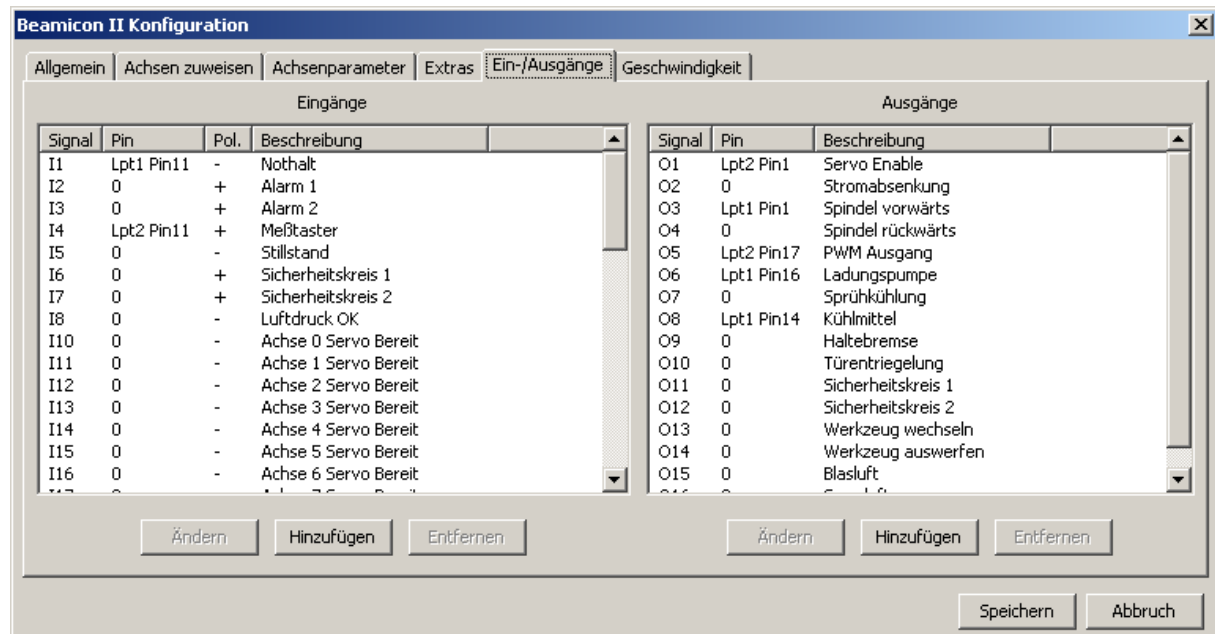 Beamicon II Konfiguration
Allgemein Achsen zuweisen Achsenparameter Extras Ein-/Ausgänge Geschwindigkeit
Eingänge
Signal Pin Pol. Beschreibung
I1 Lpt1 Pin11 - Nothalt
I2 0 + Alarm 1
I3 0 + Alarm 2
I4 Lpt2 Pin11 + Meßtaster
I5 0 - Stillstand
I6 0 + Sicherheitskreis 1
I7 0 + Sicherheitskreis 2
I8 0 - Luftdruck OK
I10 0 - Achse 0 Servo Bereit
I11 0 - Achse 1 Servo Bereit
I12 0 - Achse 2 Servo Bereit
I13 0 - Achse 3 Servo Bereit
I14 0 - Achse 4 Servo Bereit
I15 0 - Achse 5 Servo Bereit
I16 0 - Achse 6 Servo Bereit
Ändern Hinzufügen Entfernen
Ausgänge
Signal Pin Beschreibung
O1 Lpt2 Pin1 Servo Enable
O2 0 Stromabsenkung
O3 Lpt1 Pin1 Spindel vorwärts
O4 0 Spindel rückwärts
O5 Lpt2 Pin17 PWM Ausgang
O6 Lpt1 Pin16 Ladungspumpe
O7 0 Sprühkühlung
O8 Lpt1 Pin14 Kühlmittel
O9 0 Haltebremse
O10 0 Türentriegelung
O11 0 Sicherheitskreis 1
O12 0 Sicherheitskreis 2
O13 0 Werkzeug wechseln
O14 0 Werkzeug auswerfen
O15 0 Blasluft
Ändern Hinzufügen Entfernen
Speichern Abbruch